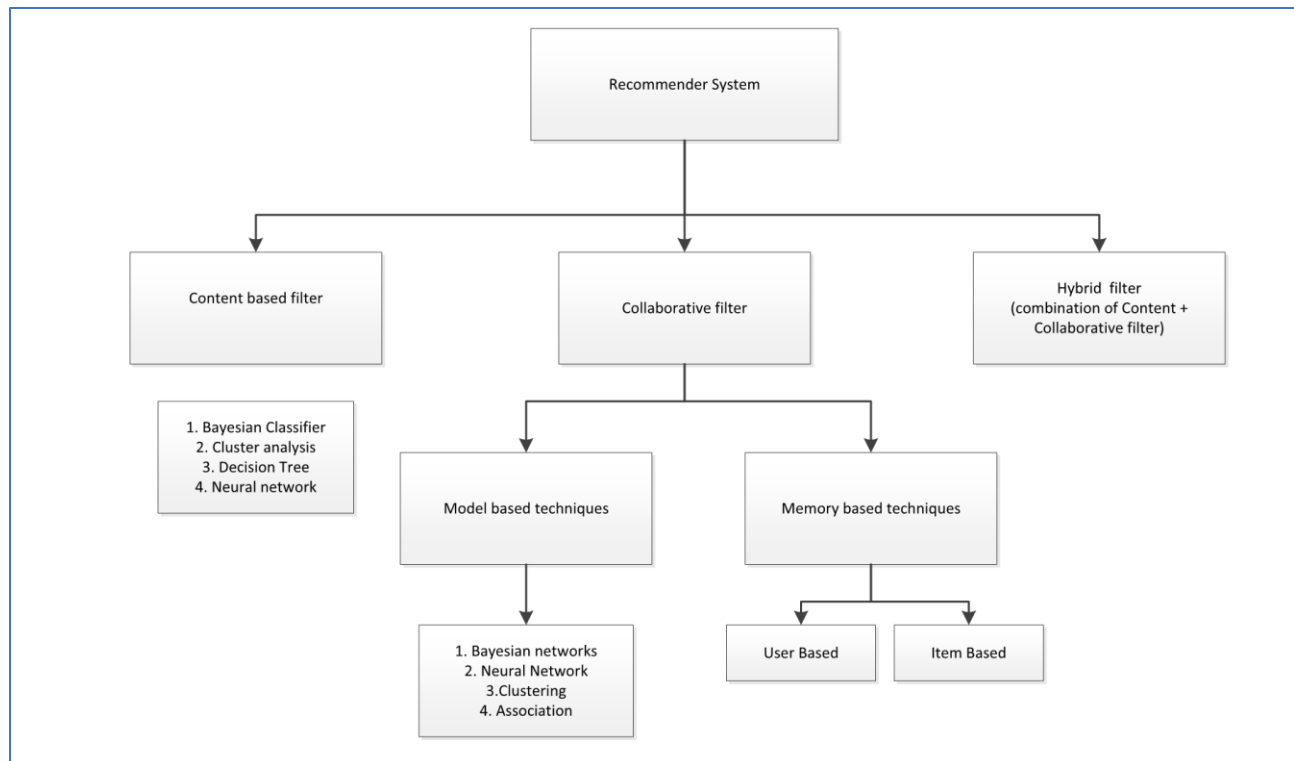 Recommender System
Content based filter
Collaborative filter
Hybrid filter
(combination of Content +
Collaborative filter)
1. Bayesian Classifier
2. Cluster analysis
3. Decision Tree
4. Neural network
Model based techniques
Memory based techniques
1. Bayesian networks
2. Neural Network
3.Clustering
4. Association
User Based
Item Based